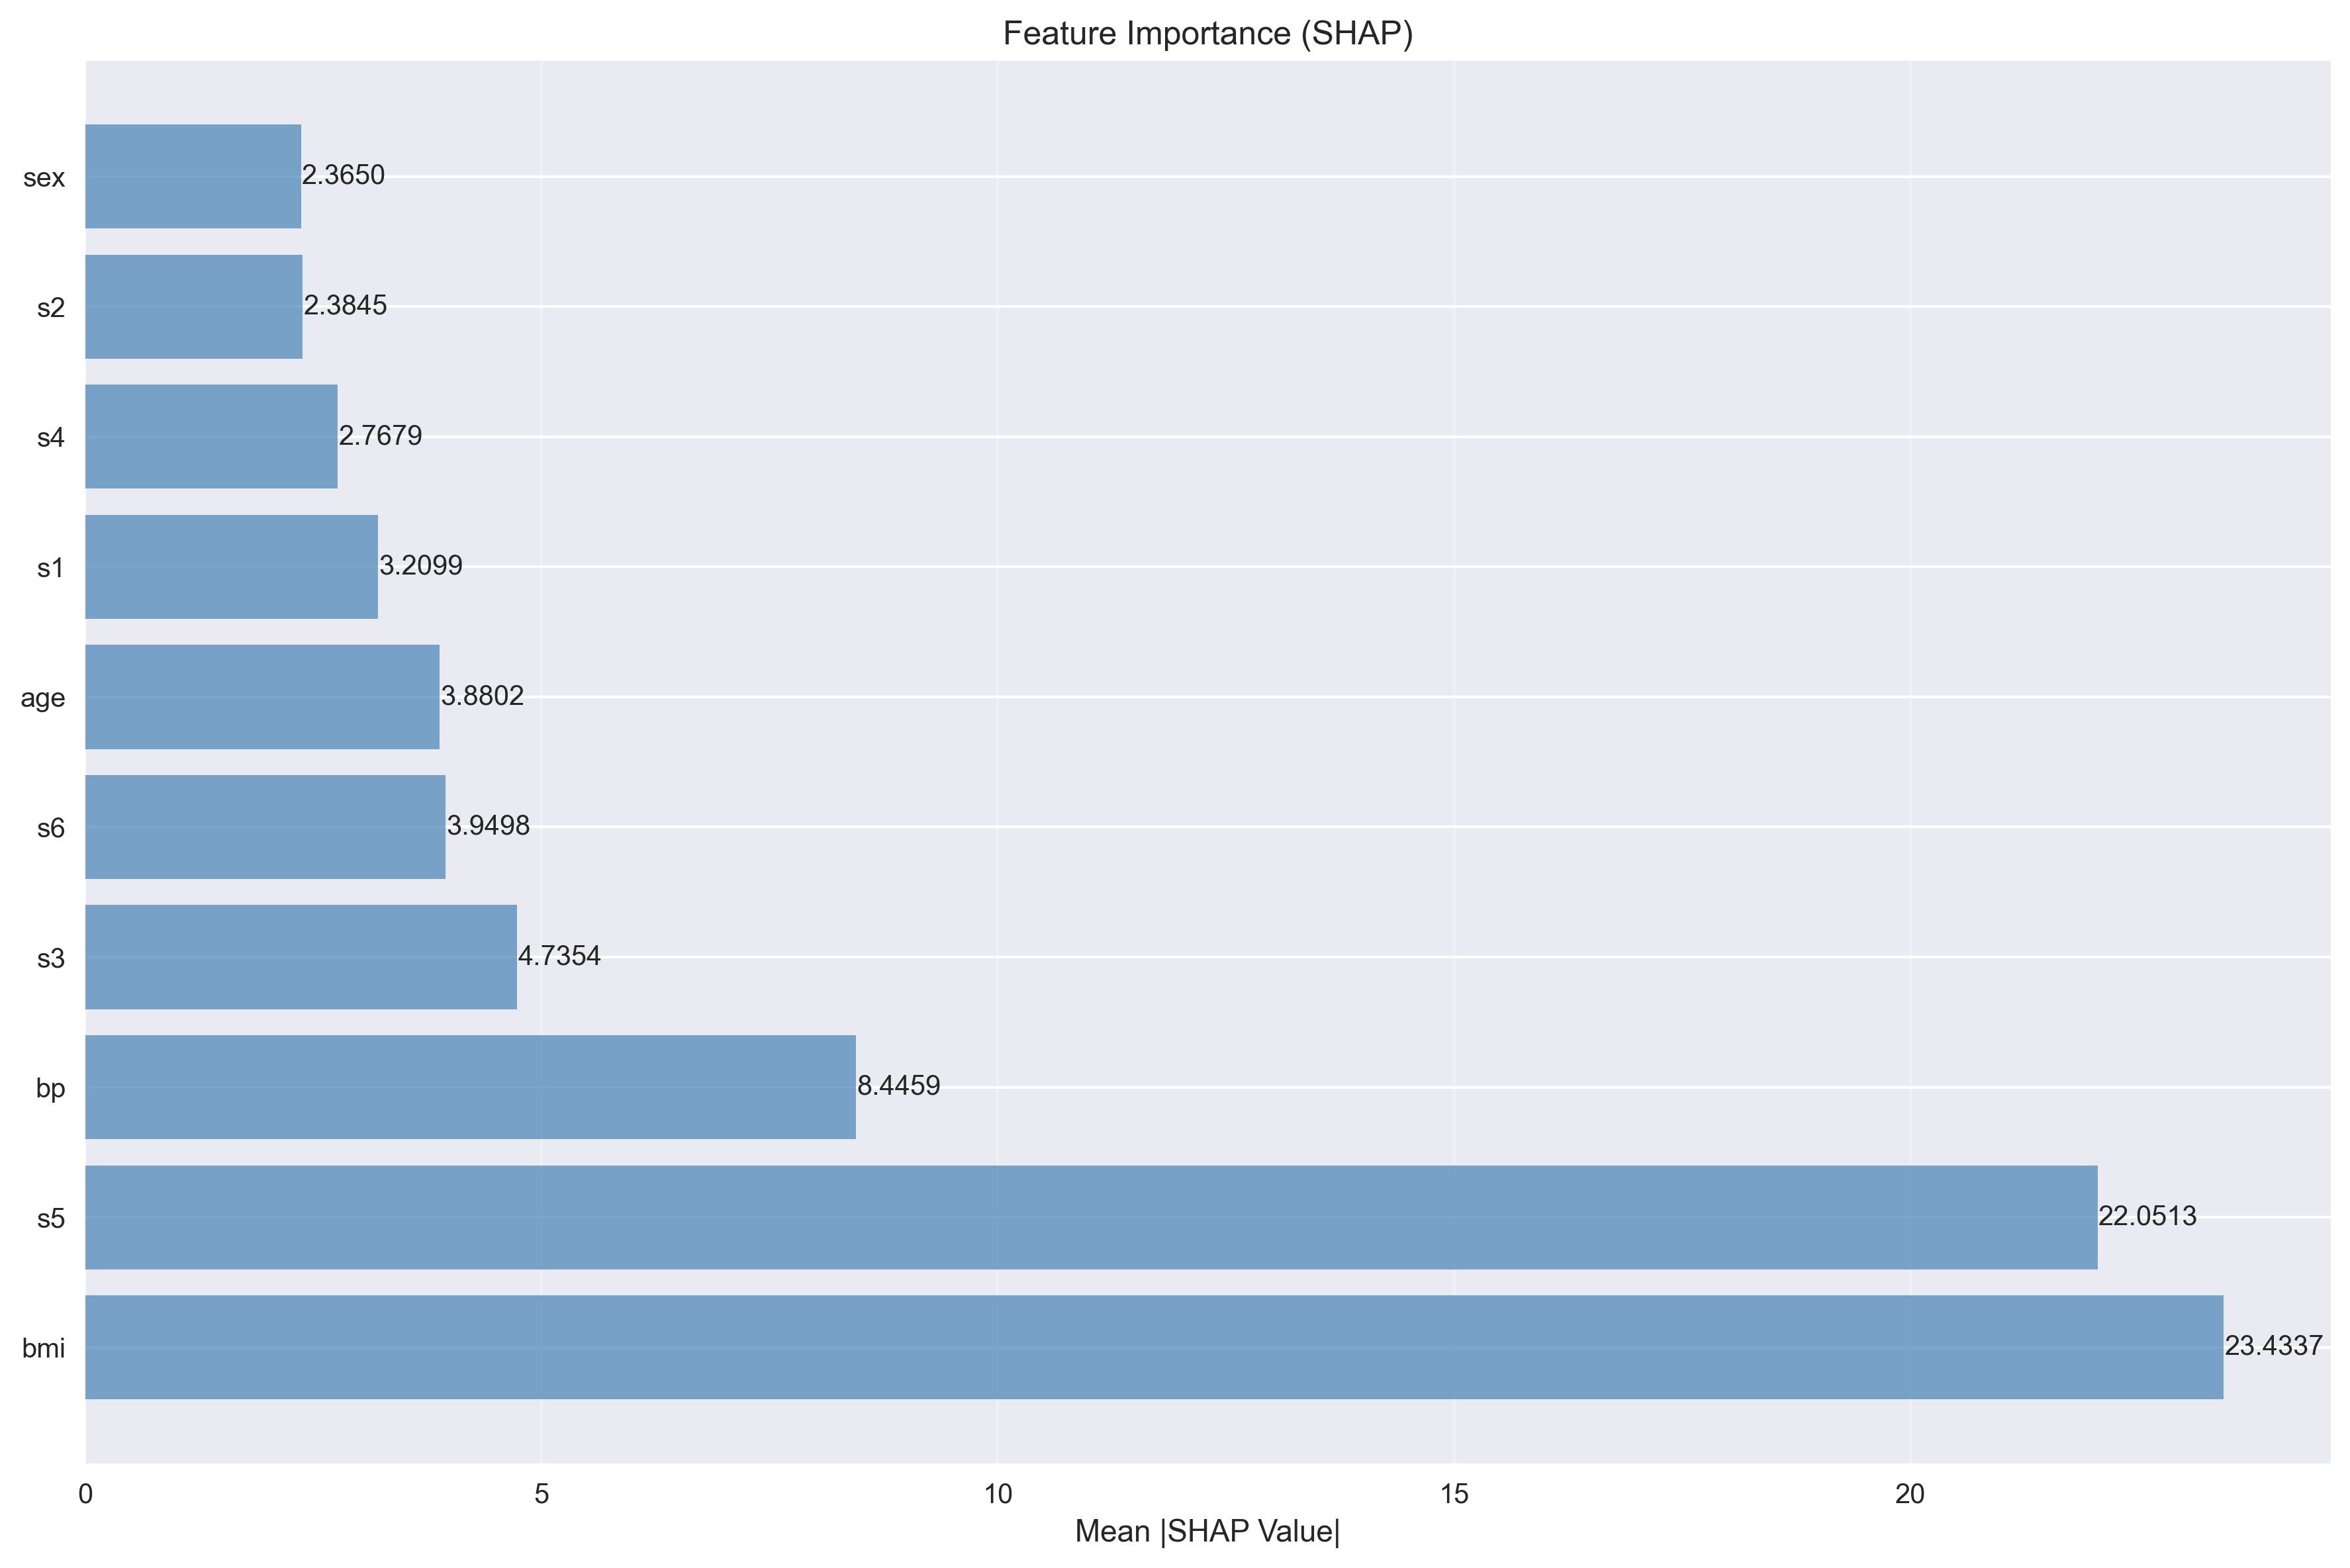 Feature Importance (SHAP)
sex 2.3650
s2 2.3845
s4 2.7679
s1 3.2099
age 3.8802
s6 3.9498
s3 4.7354
bp 8.4459
s5 22.0513
bmi 23.4337
0 5 10 15 20
Mean |SHAP Value|